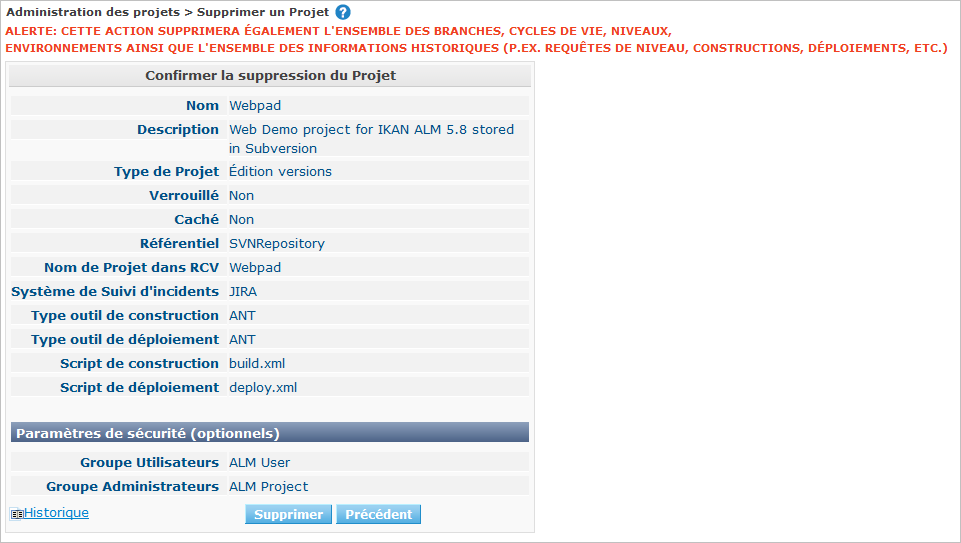 Administration des projets > Supprimer un Projet ?
ALERTE: CETTE ACTION SUPPRIMERA ÉGALEMENT L'ENSEMBLE DES BRANCHES, CYCLES DE VIE, NIVEAUX,
ENVIRONNEMENTS AINSI QUE L'ENSEMBLE DES INFORMATIONS HISTORIQUES (P.EX. REQUÊTES DE NIVEAU, CONSTRUCTIONS, DÉPLOIEMENTS, ETC.)
Confirmer la suppression du Projet
Nom Webpad
Description Web Demo project for IKAN ALM 5.8 stored
in Subversion
Type de Projet Édition versions
Verrouillé Non
Caché Non
Référentiel SVNRepository
Nom de Projet dans RCV Webpad
Système de Suivi d'incidents JIRA
Type outil de construction ANT
Type outil de déploiement ANT
Script de construction build.xml
Script de déploiement deploy.xml
Paramètres de sécurité (optionnels)
Groupe Utilisateurs ALM User
Groupe Administrateurs ALM Project
Historique Supprimer Précédent